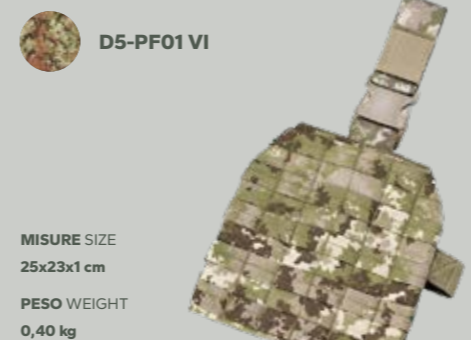 D5-PF01 VI
MISURE SIZE
25x23x1 cm
PESO WEIGHT
0,40 kg